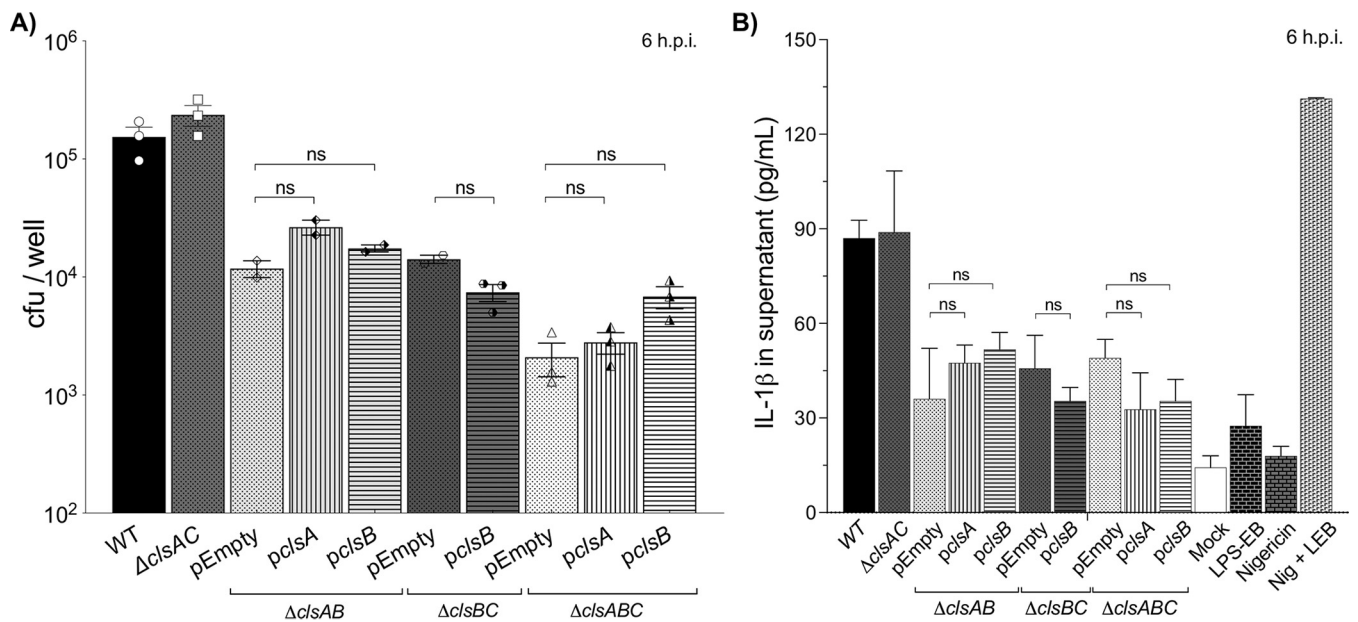 A)
6 h.p.i.
cfu / well
10⁶
10⁵
10⁴
10³
10²
ns
ns
ns
ns
ns
WT
ΔclsAC
pEmpty
pclsA
pclsB
pEmpty
pclsB
pEmpty
pclsA
pclsB
ΔclsAB
ΔclsBC
ΔclsABC
B)
6 h.p.i.
IL-1β in supernatant (pg/mL)
150
120
90
60
30
0
ns
ns
ns
ns
ns
WT
ΔclsAC
pEmpty
pclsA
pclsB
pEmpty
pclsB
pEmpty
pclsA
pclsB
Mock
LPS-EB
Nigericin
Nig + LEB
ΔclsAB
ΔclsBC
ΔclsABC